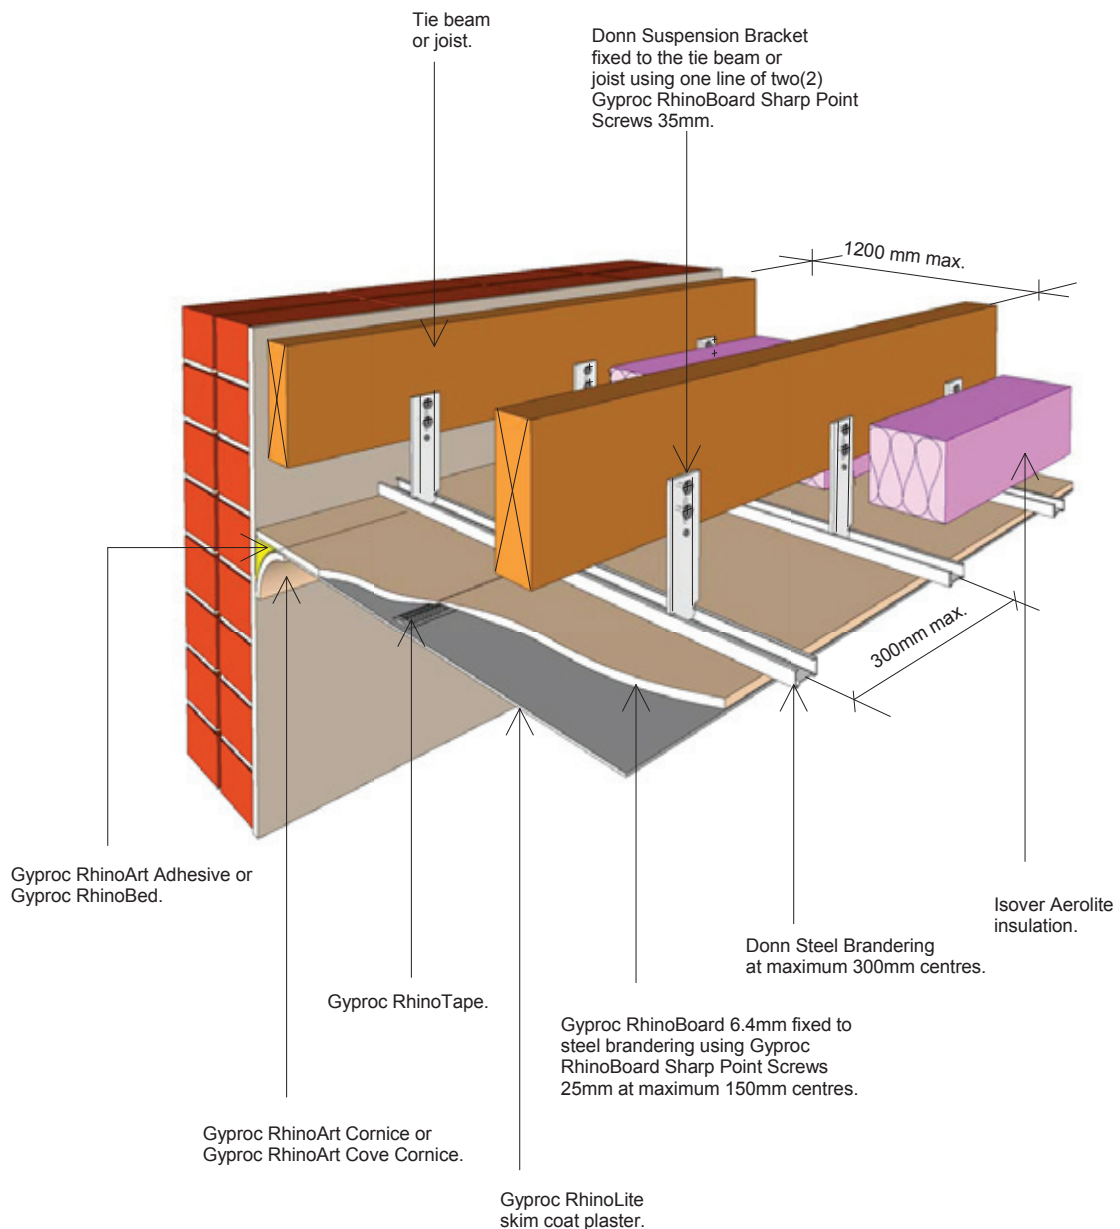 Tie beam
or joist.
Donn Suspension Bracket
fixed to the tie beam or
joist using one line of two(2)
Gyproc RhinoBoard Sharp Point
Screws 35mm.
1200 mm max.
300mm max.
Gyproc RhinoArt Adhesive or
Gyproc RhinoBed.
Isover Aerolite
insulation.
Donn Steel Brandering
at maximum 300mm centres.
Gyproc RhinoTape.
Gyproc RhinoBoard 6.4mm fixed to
steel brandering using Gyproc
RhinoBoard Sharp Point Screws
25mm at maximum 150mm centres.
Gyproc RhinoArt Cornice or
Gyproc RhinoArt Cove Cornice.
Gyproc RhinoLite
skim coat plaster.